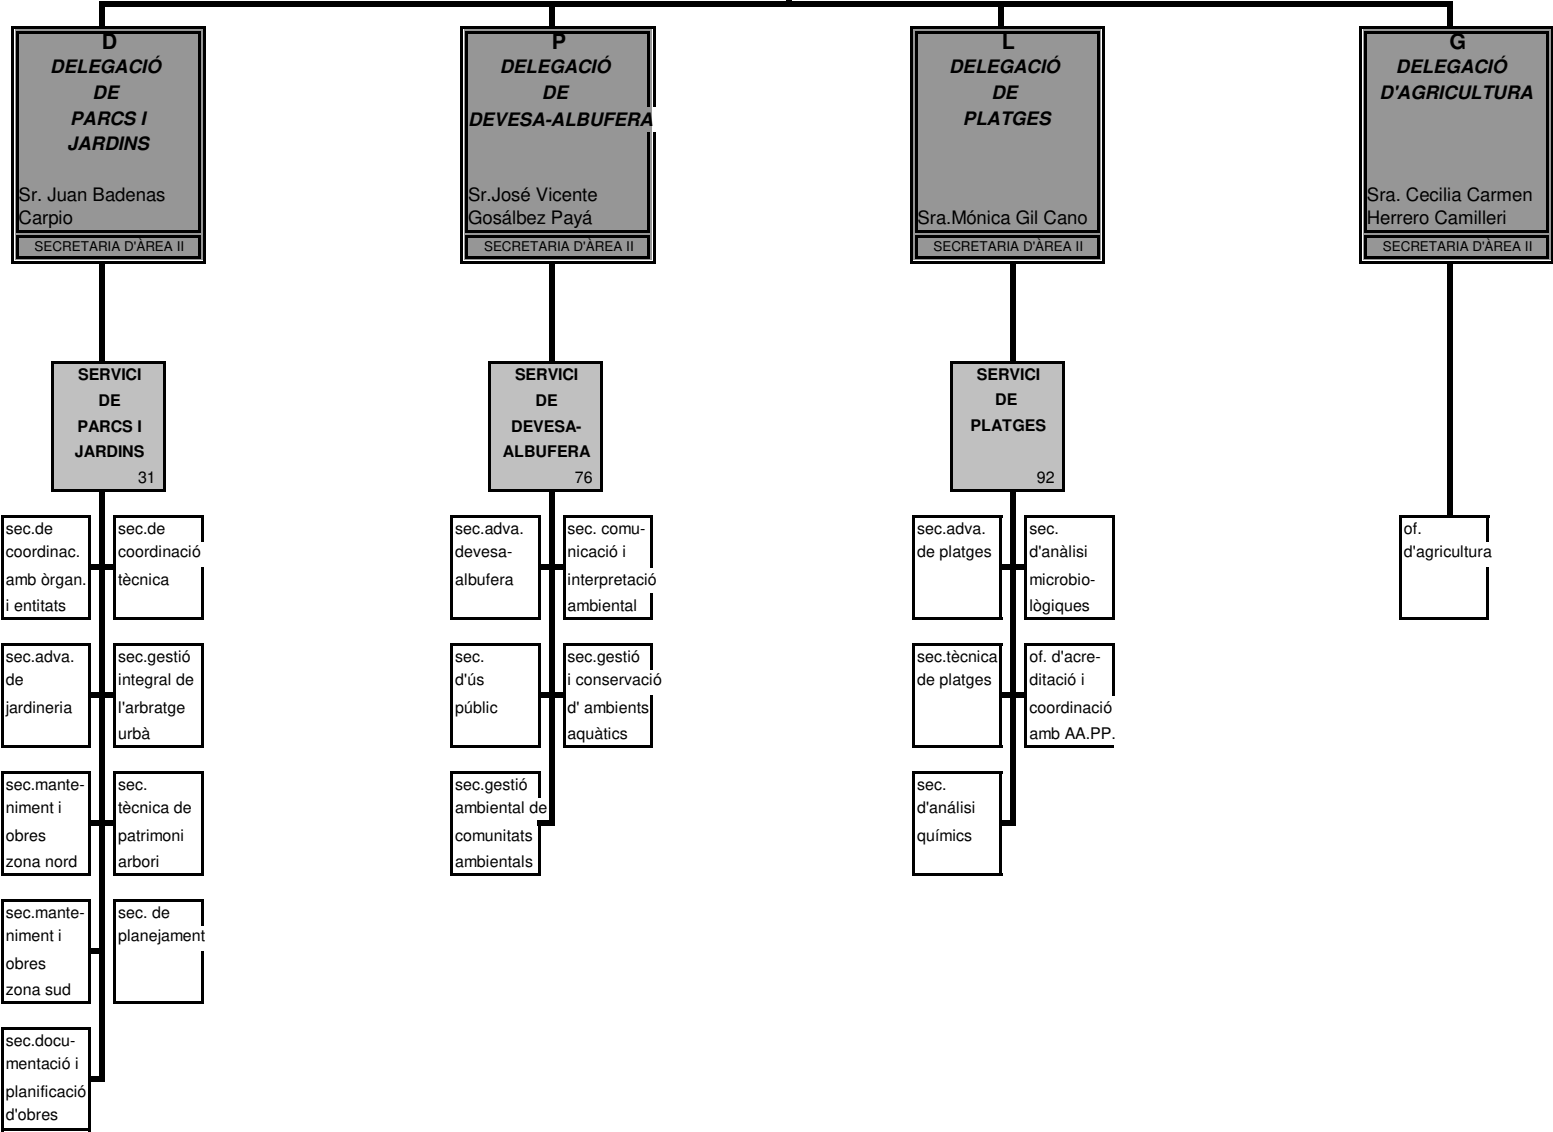 D
DELEGACIÓ
DE
PARCS I
JARDINS
Sr. Juan Badenas
Carpio
SECRETARIA D'ÀREA II
P
DELEGACIÓ
DE
DEVESA-ALBUFERA
Sr.José Vicente
Gosálbez Payá
SECRETARIA D'ÀREA II
L
DELEGACIÓ
DE
PLATGES
Sra.Mónica Gil Cano
SECRETARIA D'ÀREA II
G
DELEGACIÓ
D'AGRICULTURA
Sra. Cecilia Carmen
Herrero Camilleri
SECRETARIA D'ÀREA II
SERVICI
DE
PARCS I
JARDINS
31
SERVICI
DE
DEVESA-
ALBUFERA
76
SERVICI
DE
PLATGES
92
sec.de
coordinac.
amb òrgan.
i entitats
sec.de
coordinació
tècnica
sec.adva.
de
jardineria
sec.gestió
integral de
l'arbratge
urbà
sec.mante-
niment i
obres
zona nord
sec.
tècnica de
patrimoni
arbori
sec.mante-
niment i
obres
zona sud
sec. de
planejament
sec.docu-
mentació i
planificació
d'obres
sec.adva.
devesa-
albufera
sec. comu-
nicació i
interpretació
ambiental
sec.
d'ús
públic
sec.gestió
i conservació
d' ambients
aquàtics
sec.gestió
ambiental de
comunitats
ambientals
sec.adva.
de platges
sec.
d'anàlisi
microbio-
lògiques
sec.tècnica
de platges
of. d'acre-
ditació i
coordinació
amb AA.PP.
sec.
d'análisi
químics
of.
d'agricultura